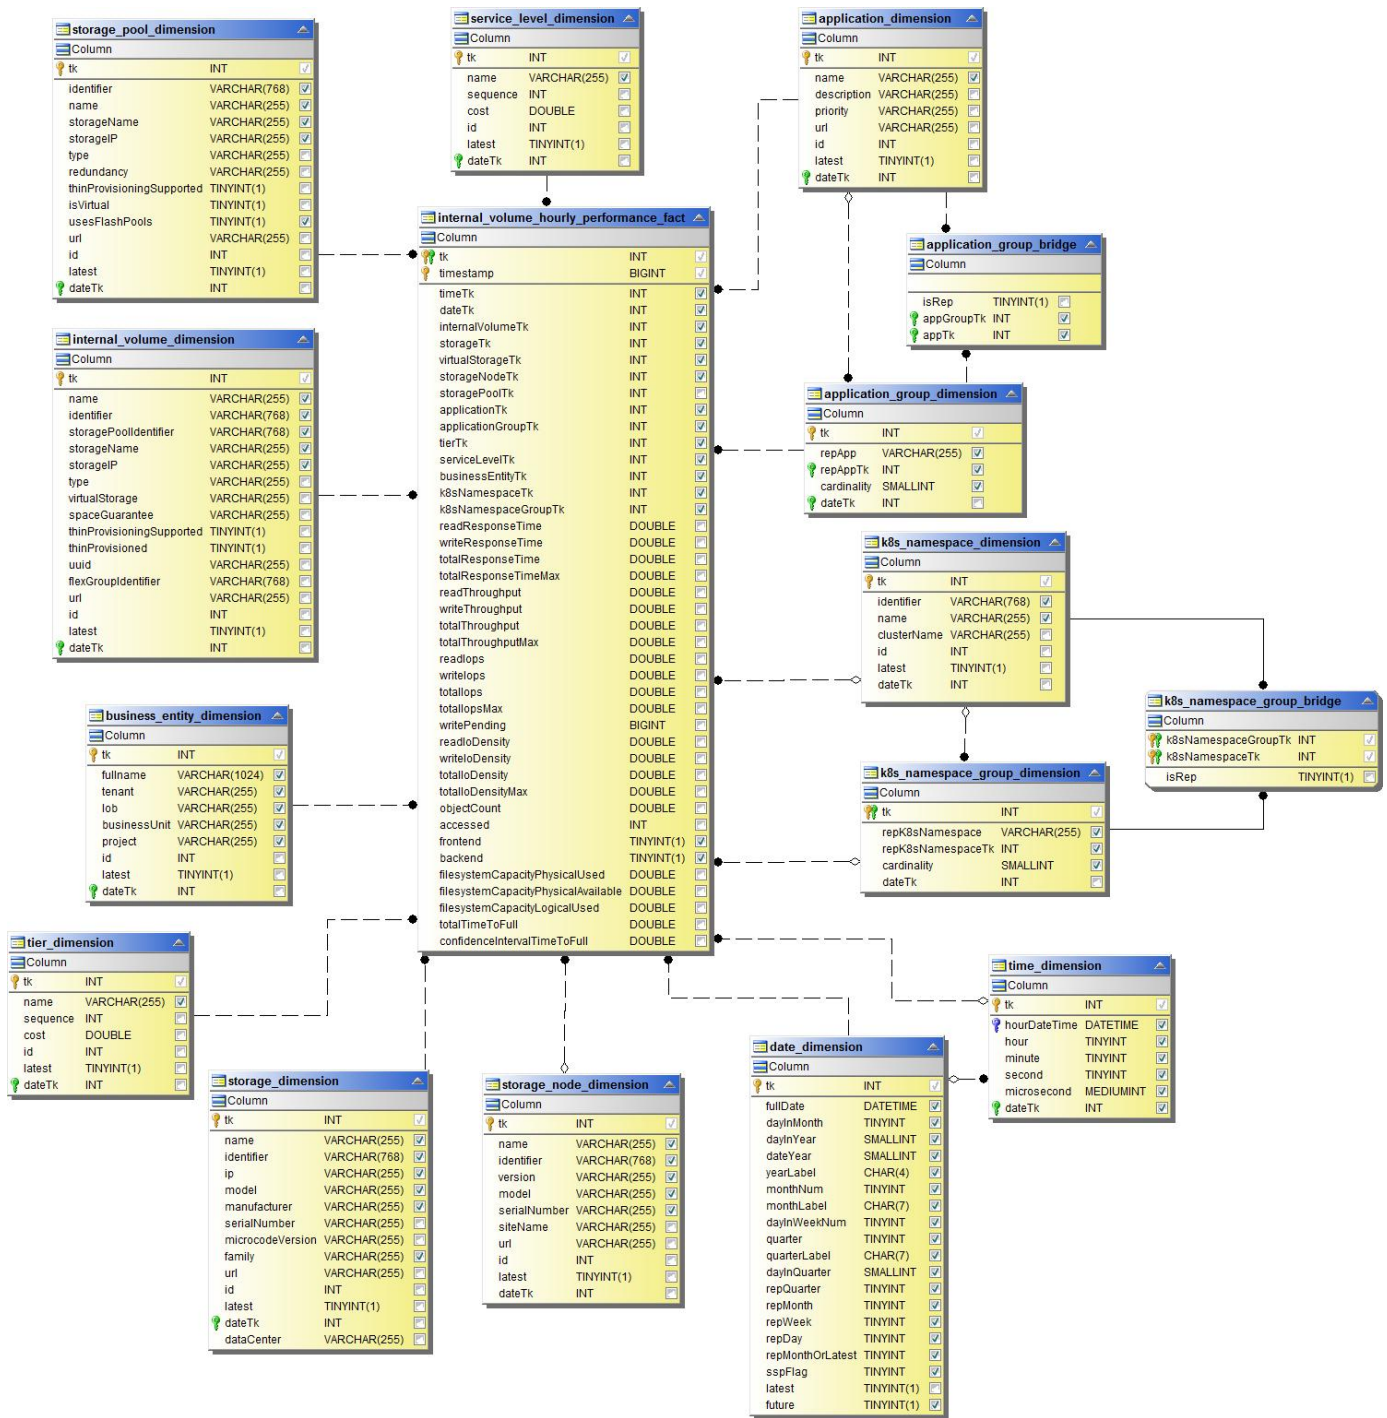 storage_pool_dimension
Column
tk INT
identifier VARCHAR(768)
name VARCHAR(255)
storageName VARCHAR(255)
storageIP VARCHAR(255)
type VARCHAR(255)
redundancy VARCHAR(255)
thinProvisioningSupported TINYINT(1)
isVirtual TINYINT(1)
usesFlashPools TINYINT(1)
url VARCHAR(255)
id INT
latest TINYINT(1)
dateTk INT
service_level_dimension
Column
tk INT
name VARCHAR(255)
sequence INT
cost DOUBLE
id INT
latest TINYINT(1)
dateTk INT
application_dimension
Column
tk INT
name VARCHAR(255)
description VARCHAR(255)
priority VARCHAR(255)
url VARCHAR(255)
id INT
latest TINYINT(1)
dateTk INT
internal_volume_hourly_performance_fact
Column
tk INT
timestamp BIGINT
timeTk INT
dateTk INT
internalVolumeTk INT
storageTk INT
virtualStorageTk INT
storageNodeTk INT
storagePoolTk INT
applicationTk INT
applicationGroupTk INT
tierTk INT
serviceLevelTk INT
businessEntityTk INT
k8sNamespaceTk INT
k8sNamespaceGroupTk INT
readResponseTime DOUBLE
writeResponseTime DOUBLE
totalResponseTime DOUBLE
totalResponseTimeMax DOUBLE
readThroughput DOUBLE
writeThroughput DOUBLE
totalThroughput DOUBLE
totalThroughputMax DOUBLE
readIops DOUBLE
writeIops DOUBLE
totalIops DOUBLE
totalIopsMax DOUBLE
writePending BIGINT
readIoDensity DOUBLE
writeIoDensity DOUBLE
totalIoDensity DOUBLE
totalIoDensityMax DOUBLE
objectCount DOUBLE
accessed INT
frontend TINYINT(1)
backend TINYINT(1)
filesystemCapacityPhysicalUsed DOUBLE
filesystemCapacityPhysicalAvailable DOUBLE
filesystemCapacityLogicalUsed DOUBLE
totalTimeToFull DOUBLE
confidenceIntervalTimeToFull DOUBLE
application_group_bridge
Column
isRep TINYINT(1)
appGroupTk INT
appTk INT
internal_volume_dimension
Column
tk INT
name VARCHAR(255)
identifier VARCHAR(768)
storagePoolIdentifier VARCHAR(768)
storageName VARCHAR(255)
storageIP VARCHAR(255)
type VARCHAR(255)
virtualStorage VARCHAR(255)
spaceGuarantee VARCHAR(255)
thinProvisioningSupported TINYINT(1)
thinProvisioned TINYINT(1)
uuid VARCHAR(255)
flexGroupIdentifier VARCHAR(768)
url VARCHAR(255)
id INT
latest TINYINT(1)
dateTk INT
application_group_dimension
Column
tk INT
repApp VARCHAR(255)
repAppTk INT
cardinality SMALLINT
dateTk INT
k8s_namespace_dimension
Column
tk INT
identifier VARCHAR(768)
name VARCHAR(255)
clusterName VARCHAR(255)
id INT
latest TINYINT(1)
dateTk INT
k8s_namespace_group_bridge
Column
k8sNamespaceGroupTk INT
k8sNamespaceTk INT
isRep TINYINT(1)
business_entity_dimension
Column
tk INT
fullname VARCHAR(1024)
tenant VARCHAR(255)
lob VARCHAR(255)
businessUnit VARCHAR(255)
project VARCHAR(255)
id INT
latest TINYINT(1)
dateTk INT
k8s_namespace_group_dimension
Column
tk INT
repK8sNamespace VARCHAR(255)
repK8sNamespaceTk INT
cardinality SMALLINT
dateTk INT
tier_dimension
Column
tk INT
name VARCHAR(255)
sequence INT
cost DOUBLE
id INT
latest TINYINT(1)
dateTk INT
time_dimension
Column
tk INT
hourDateTime DATETIME
hour TINYINT
minute TINYINT
second TINYINT
microsecond MEDIUMINT
dateTk INT
storage_dimension
Column
tk INT
name VARCHAR(255)
identifier VARCHAR(768)
ip VARCHAR(255)
model VARCHAR(255)
manufacturer VARCHAR(255)
serialNumber VARCHAR(255)
microcodeVersion VARCHAR(255)
family VARCHAR(255)
url VARCHAR(255)
id INT
latest TINYINT(1)
dateTk INT
dataCenter VARCHAR(255)
storage_node_dimension
Column
tk INT
name VARCHAR(255)
identifier VARCHAR(768)
version VARCHAR(255)
model VARCHAR(255)
serialNumber VARCHAR(255)
siteName VARCHAR(255)
url VARCHAR(255)
id INT
latest TINYINT(1)
dateTk INT
date_dimension
Column
tk INT
fullDate DATETIME
dayInMonth TINYINT
dayInYear SMALLINT
dateYear SMALLINT
yearLabel CHAR(4)
monthNum TINYINT
monthLabel CHAR(7)
dayInWeekNum TINYINT
quarter TINYINT
quarterLabel CHAR(7)
dayInQuarter SMALLINT
repQuarter TINYINT
repMonth TINYINT
repWeek TINYINT
repDay TINYINT
repMonthOrLatest TINYINT
sspFlag TINYINT
latest TINYINT(1)
future TINYINT(1)